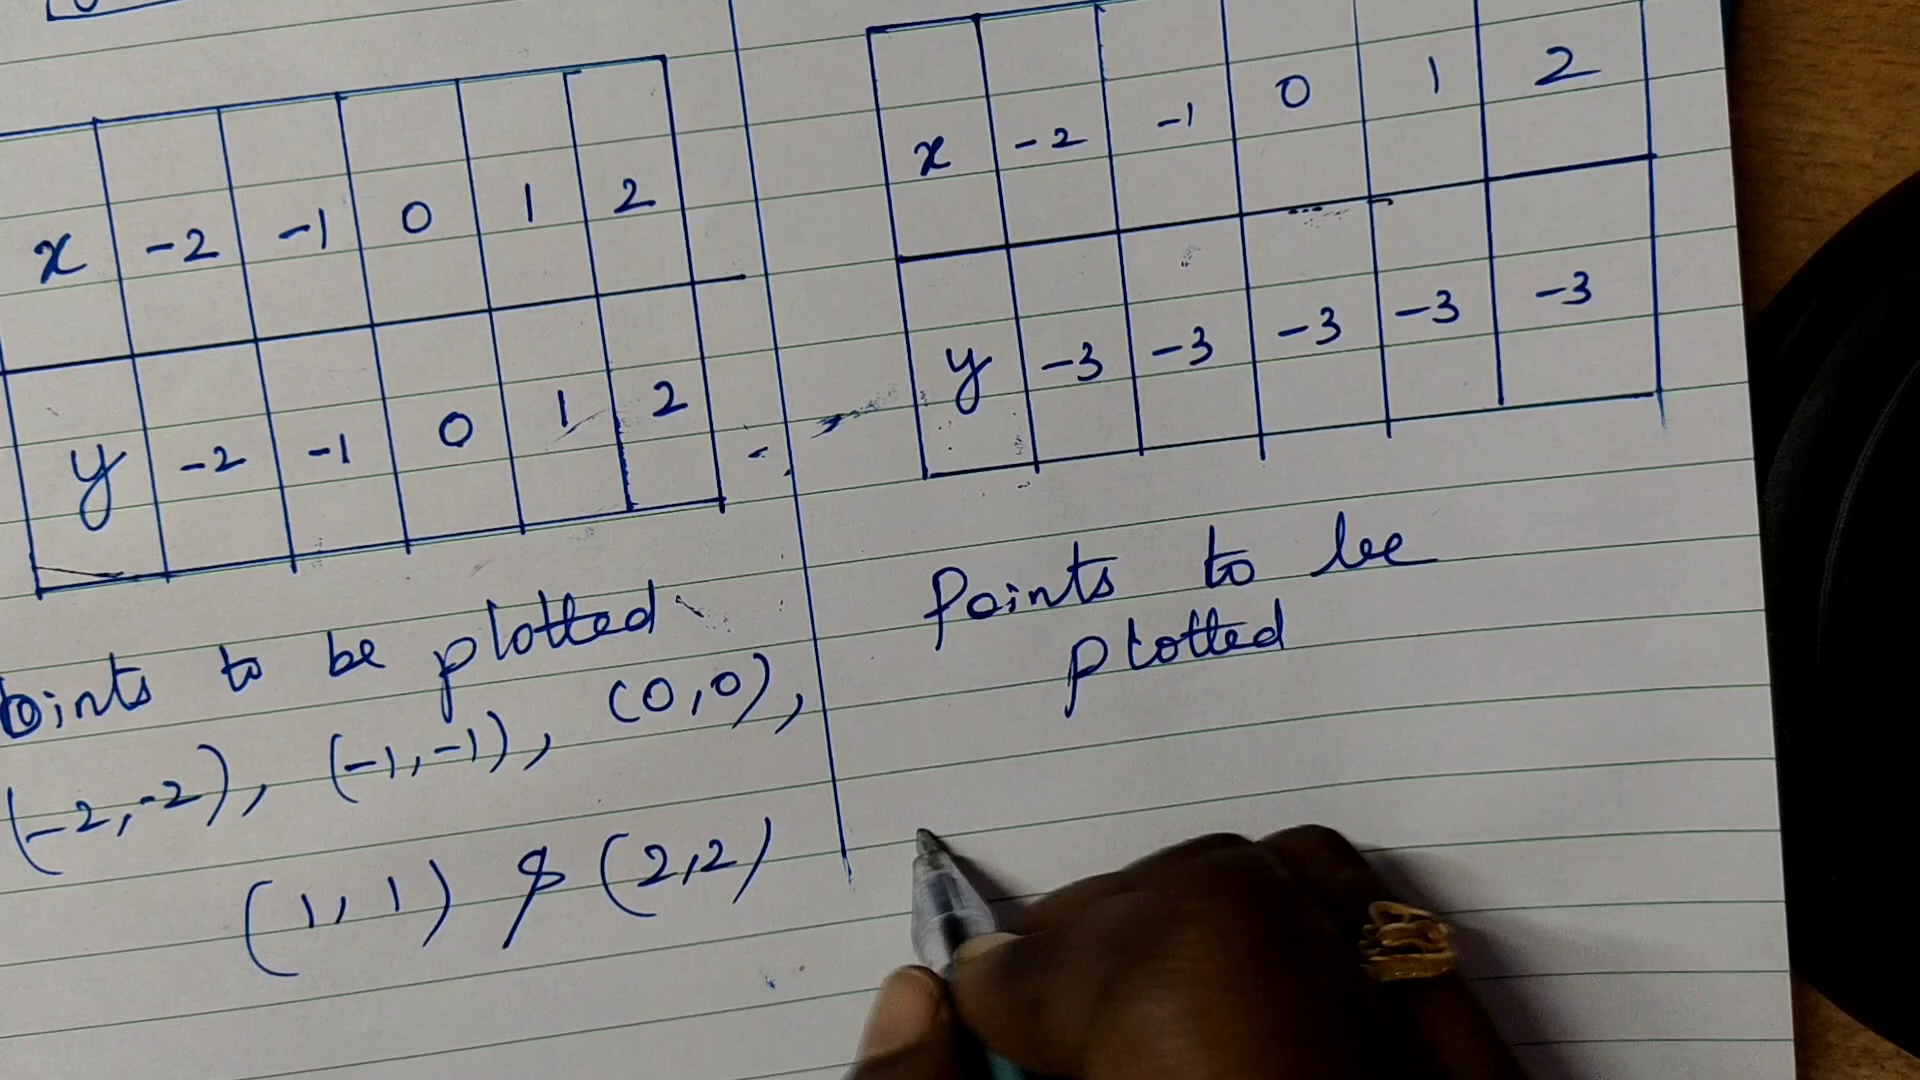 x -2 -1 0 1 2
y -2 -1 0 1 2
oints to be plotted
(-2,-2), (-1,-1), (0,0),
(1,1) & (2,2)
x -2 -1 0 1 2
y -3 -3 -3 -3 -3
Points to be
plotted